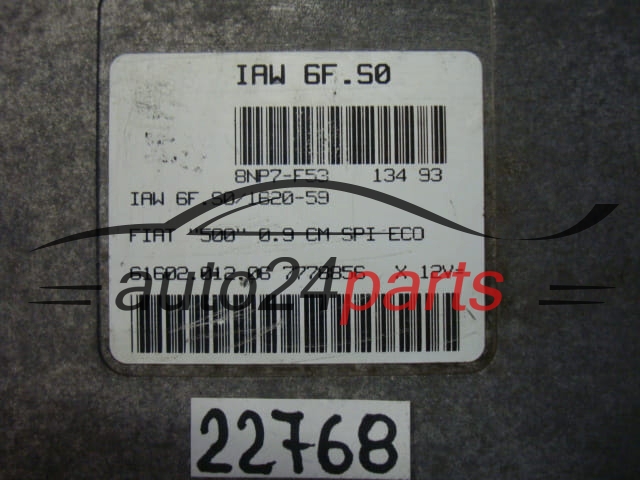 IAW 6F.S0
8NP7-F53 134 93
IAW 6F.S0/1820-59
FIAT "500" 0.9 CM SPI ECO
61602.012.06 7778856 X 12V-
auto24parts
22768